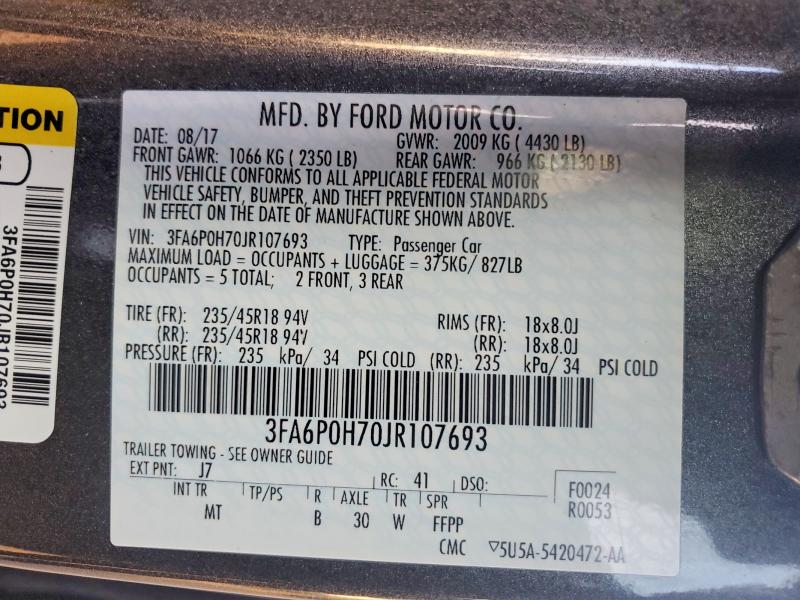 TION
3FA6P0H70JR107693
MFD. BY FORD MOTOR CO.
DATE: 08/17 GVWR: 2009 KG ( 4430 LB)
FRONT GAWR: 1066 KG ( 2350 LB) REAR GAWR: 966 KG ( 2130 LB)
THIS VEHICLE CONFORMS TO ALL APPLICABLE FEDERAL MOTOR
VEHICLE SAFETY, BUMPER, AND THEFT PREVENTION STANDARDS
IN EFFECT ON THE DATE OF MANUFACTURE SHOWN ABOVE.
VIN: 3FA6P0H70JR107693 TYPE: Passenger Car
MAXIMUM LOAD = OCCUPANTS + LUGGAGE = 375KG/ 827LB
OCCUPANTS = 5 TOTAL; 2 FRONT, 3 REAR
TIRE (FR): 235/45R18 94V RIMS (FR): 18x8.0J
(RR): 235/45R18 94V (RR): 18x8.0J
PRESSURE (FR): 235 kPa/ 34 PSI COLD (RR): 235 kPa/ 34 PSI COLD
3FA6P0H70JR107693
TRAILER TOWING - SEE OWNER GUIDE
EXT PNT: J7 RC: 41 DSO:
INT TR TP/PS R AXLE TR SPR
MT B 30 W FFPP
F0024
R0053
CMC ▽5U5A-5420472-AA